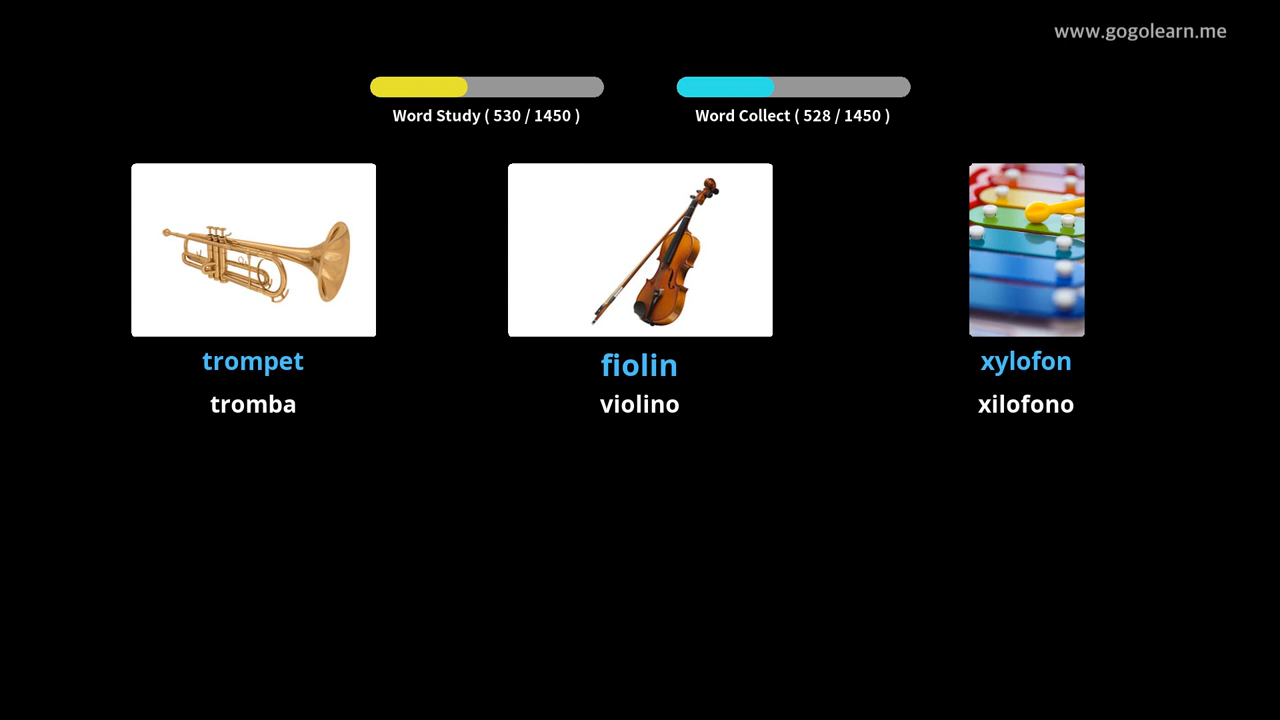 www.gogolearn.me
Word Study ( 530 / 1450 )
Word Collect ( 528 / 1450 )
trompet
fiolin
xylofon
tromba
violino
xilofono